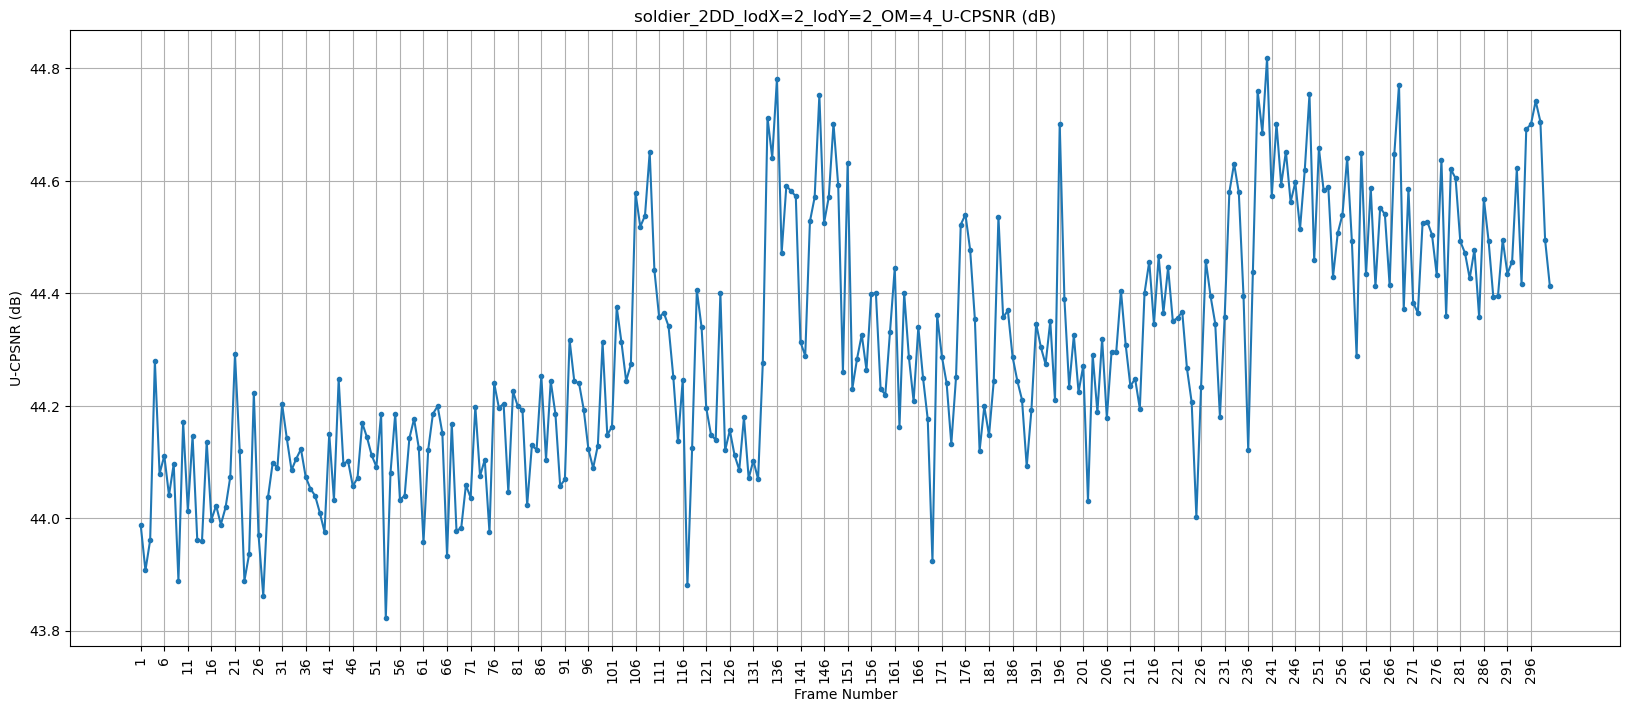 soldier_2DD_lodX=2_lodY=2_OM=4_U-CPSNR (dB)
U-CPSNR (dB)
44.8
44.6
44.4
44.2
44.0
43.8
1 6 11 16 21 26 31 36 41 46 51 56 61 66 71 76 81 86 91 96 101 106 111 116 121 126 131 136 141 146 151 156 161 166 171 176 181 186 191 196 201 206 211 216 221 226 231 236 241 246 251 256 261 266 271 276 281 286 291 296
Frame Number